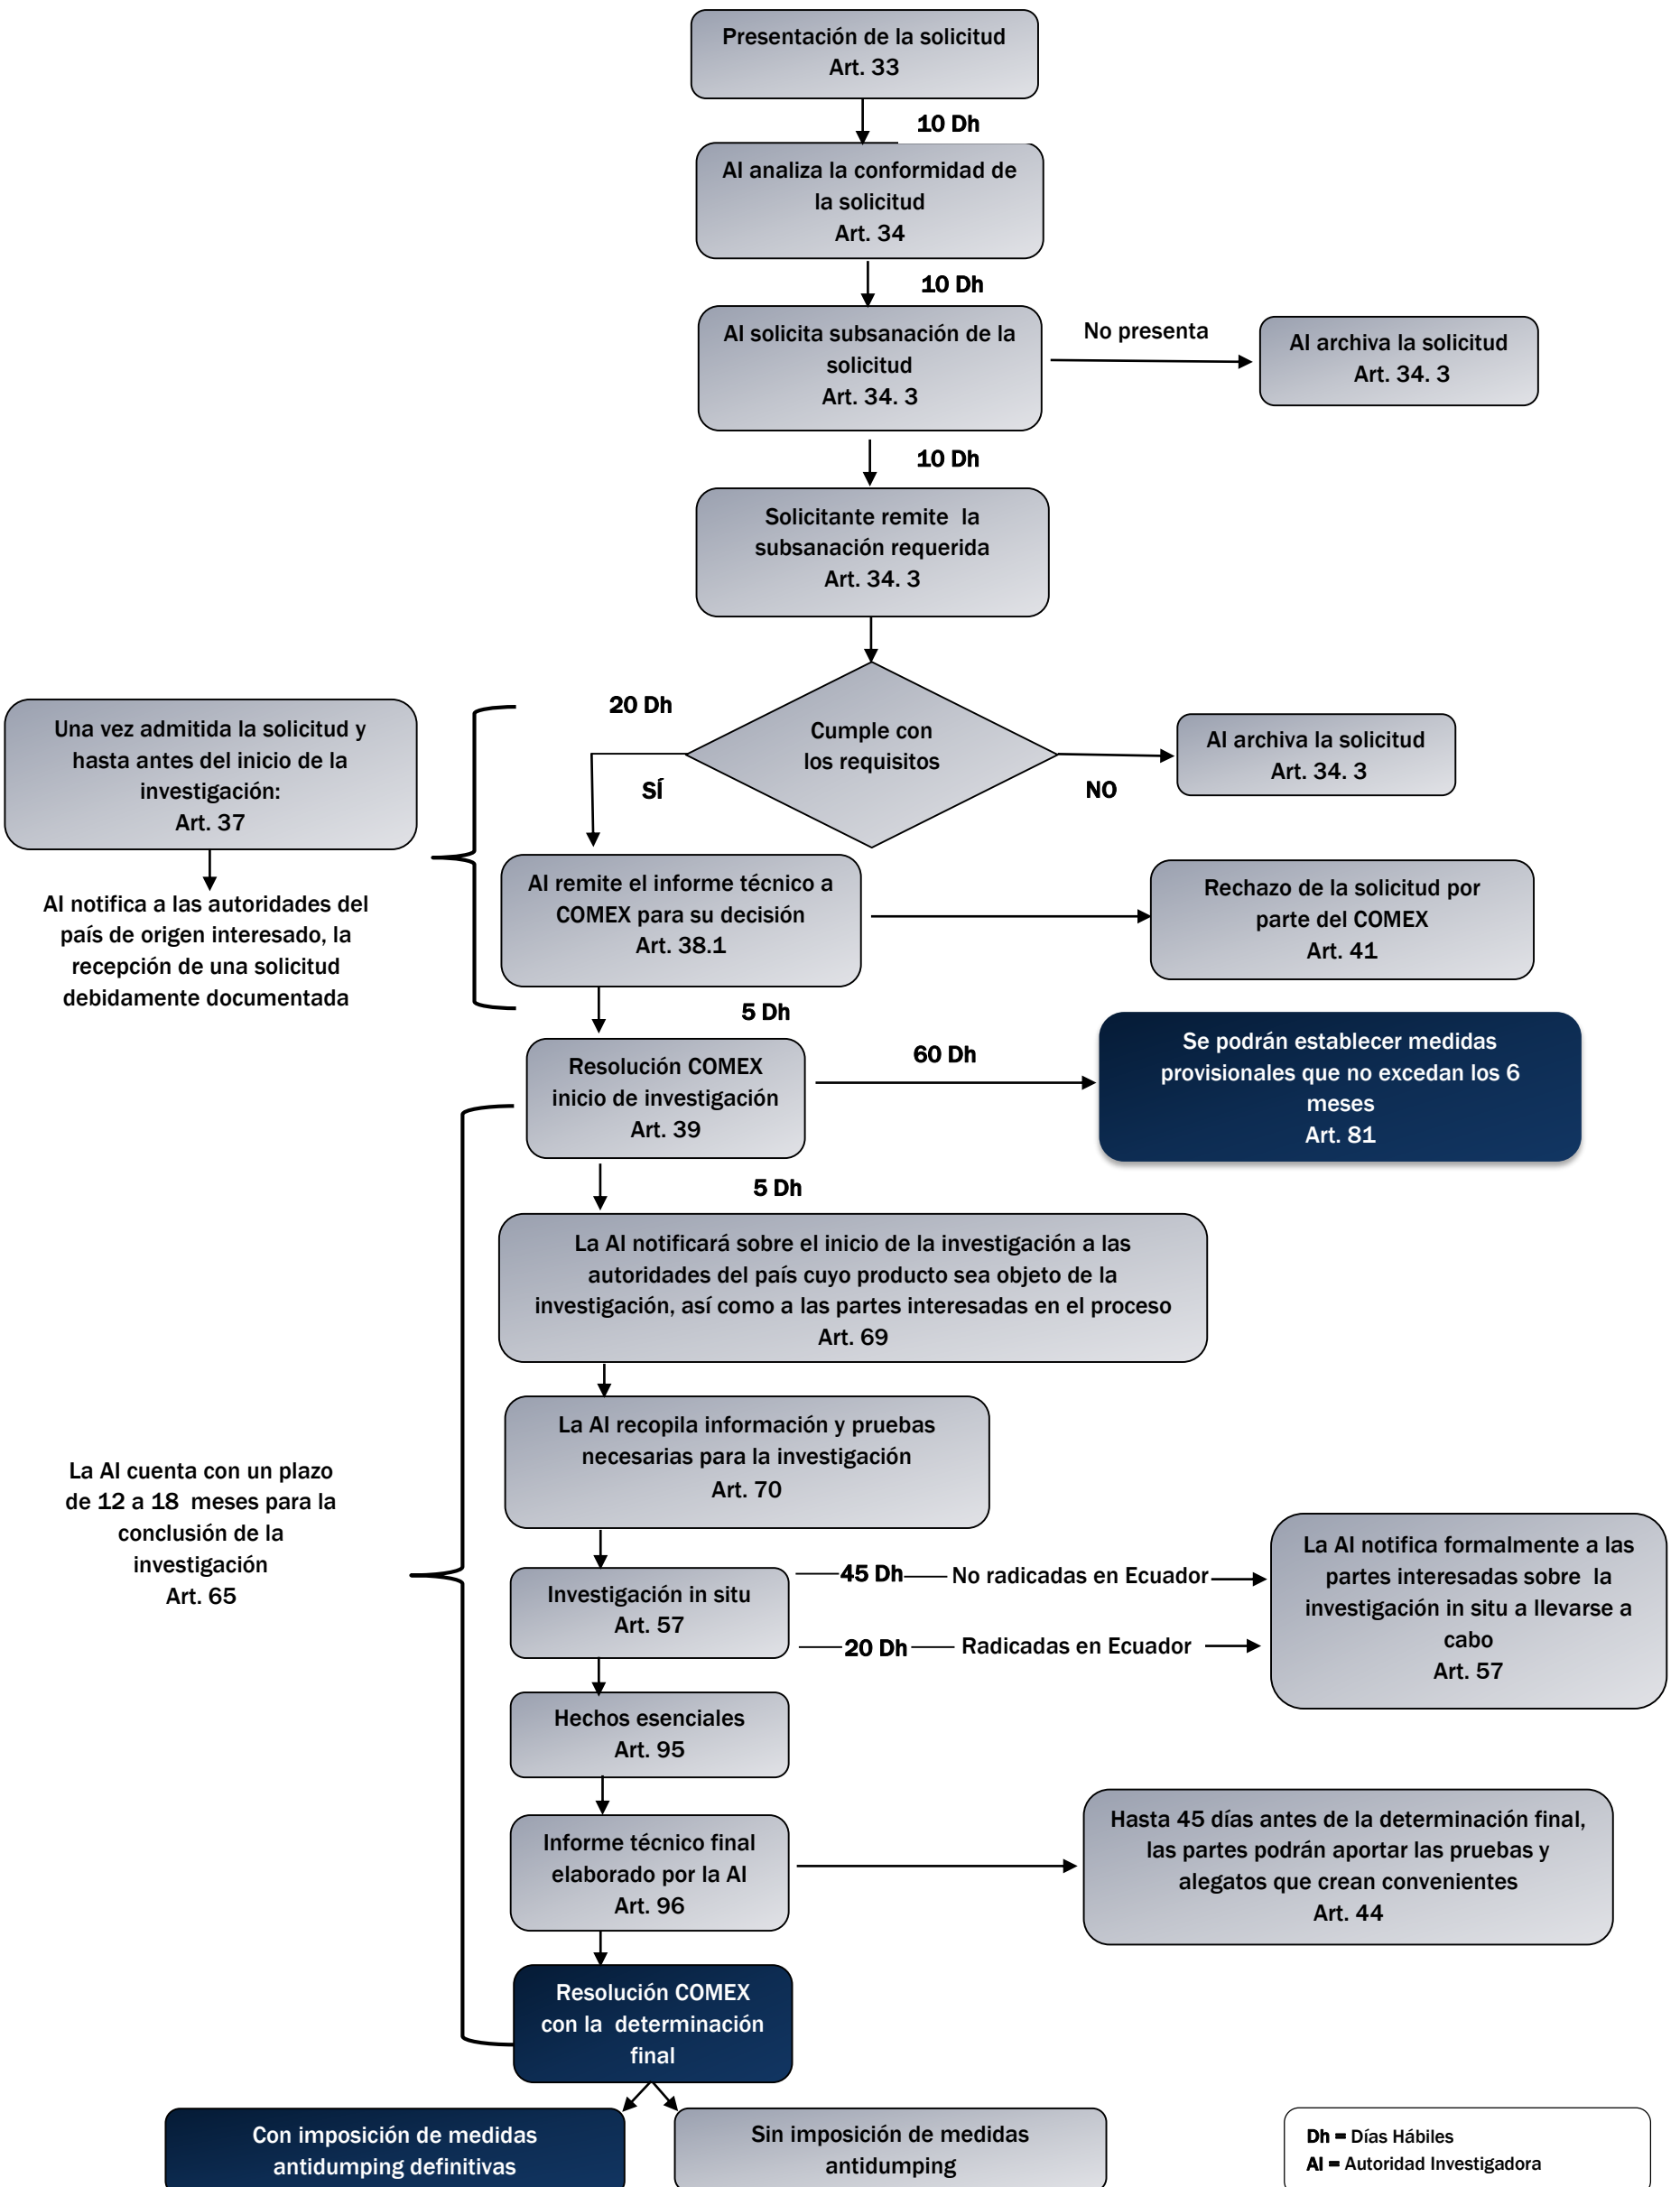 Presentación de la solicitud
Art. 33
10 Dh
AI analiza la conformidad de
la solicitud
Art. 34
10 Dh
AI solicita subsanación de la
solicitud
Art. 34. 3
No presenta
AI archiva la solicitud
Art. 34. 3
10 Dh
Solicitante remite la
subsanación requerida
Art. 34. 3
Cumple con
los requisitos
20 Dh
SÍ
NO
AI archiva la solicitud
Art. 34. 3
Una vez admitida la solicitud y
hasta antes del inicio de la
investigación:
Art. 37
AI notifica a las autoridades del
país de origen interesado, la
recepción de una solicitud
debidamente documentada
AI remite el informe técnico a
COMEX para su decisión
Art. 38.1
Rechazo de la solicitud por
parte del COMEX
Art. 41
5 Dh
Resolución COMEX
inicio de investigación
Art. 39
60 Dh
Se podrán establecer medidas
provisionales que no excedan los 6
meses
Art. 81
5 Dh
La AI notificará sobre el inicio de la investigación a las
autoridades del país cuyo producto sea objeto de la
investigación, así como a las partes interesadas en el proceso
Art. 69
La AI recopila información y pruebas
necesarias para la investigación
Art. 70
La AI cuenta con un plazo
de 12 a 18 meses para la
conclusión de la
investigación
Art. 65
Investigación in situ
Art. 57
45 Dh No radicadas en Ecuador
20 Dh Radicadas en Ecuador
La AI notifica formalmente a las
partes interesadas sobre la
investigación in situ a llevarse a
cabo
Art. 57
Hechos esenciales
Art. 95
Informe técnico final
elaborado por la AI
Art. 96
Hasta 45 días antes de la determinación final,
las partes podrán aportar las pruebas y
alegatos que crean convenientes
Art. 44
Resolución COMEX
con la determinación
final
Con imposición de medidas
antidumping definitivas
Sin imposición de medidas
antidumping
Dh = Días Hábiles
AI = Autoridad Investigadora